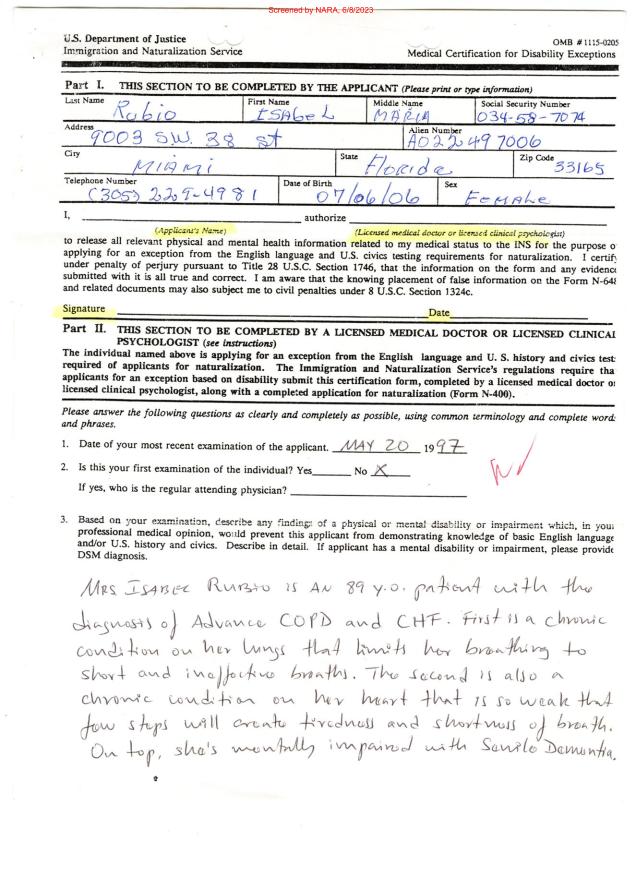 Screened by NARA, 6/8/2023
U.S. Department of Justice
OMB # 1115-0205
Immigration and Naturalization Service
Medical Certification for Disability Exceptions
Part I. THIS SECTION TO BE COMPLETED BY THE APPLICANT (Please print or type information)
Last Name First Name Middle Name Social Security Number
Rubio ISAbeL MARIA 034-58-7074
Address Alien Number
9003 S.W. 38 st A022497006
City State Zip Code
MIAMI Florida 33165
Telephone Number Date of Birth Sex
(305) 229-4981 07/06/06 FEMALe
I, authorize
(Applicant's Name) (Licensed medical doctor or licensed clinical psychologist)
to release all relevant physical and mental health information related to my medical status to the INS for the purpose o
applying for an exception from the English language and U.S. civics testing requirements for naturalization. I certify
under penalty of perjury pursuant to Title 28 U.S.C. Section 1746, that the information on the form and any evidence
submitted with it is all true and correct. I am aware that the knowing placement of false information on the Form N-648
and related documents may also subject me to civil penalties under 8 U.S.C. Section 1324c.
Signature Date
Part II. THIS SECTION TO BE COMPLETED BY A LICENSED MEDICAL DOCTOR OR LICENSED CLINICAL
PSYCHOLOGIST (see instructions)
The individual named above is applying for an exception from the English language and U. S. history and civics test
required of applicants for naturalization. The Immigration and Naturalization Service's regulations require tha
applicants for an exception based on disability submit this certification form, completed by a licensed medical doctor o
licensed clinical psychologist, along with a completed application for naturalization (Form N-400).
Please answer the following questions as clearly and completely as possible, using common terminology and complete word
and phrases.
1. Date of your most recent examination of the applicant. MAY 20 1997
2. Is this your first examination of the individual? Yes No X
If yes, who is the regular attending physician?
3. Based on your examination, describe any findings of a physical or mental disability or impairment which, in your
professional medical opinion, would prevent this applicant from demonstrating knowledge of basic English language
and/or U.S. history and civics. Describe in detail. If applicant has a mental disability or impairment, please provide
DSM diagnosis.
MRS ISABEL RUBIO IS AN 89 y.o. patient with the
diagnosis of Advance COPD and CHF. First is a chronic
condition on her lungs that limits her breathing to
short and ineffective breaths. The second is also a
chronic condition on her heart that is so weak that
few steps will create tiredness and shortness of breath.
On top, she's mentally impaired with Senile Dementia.